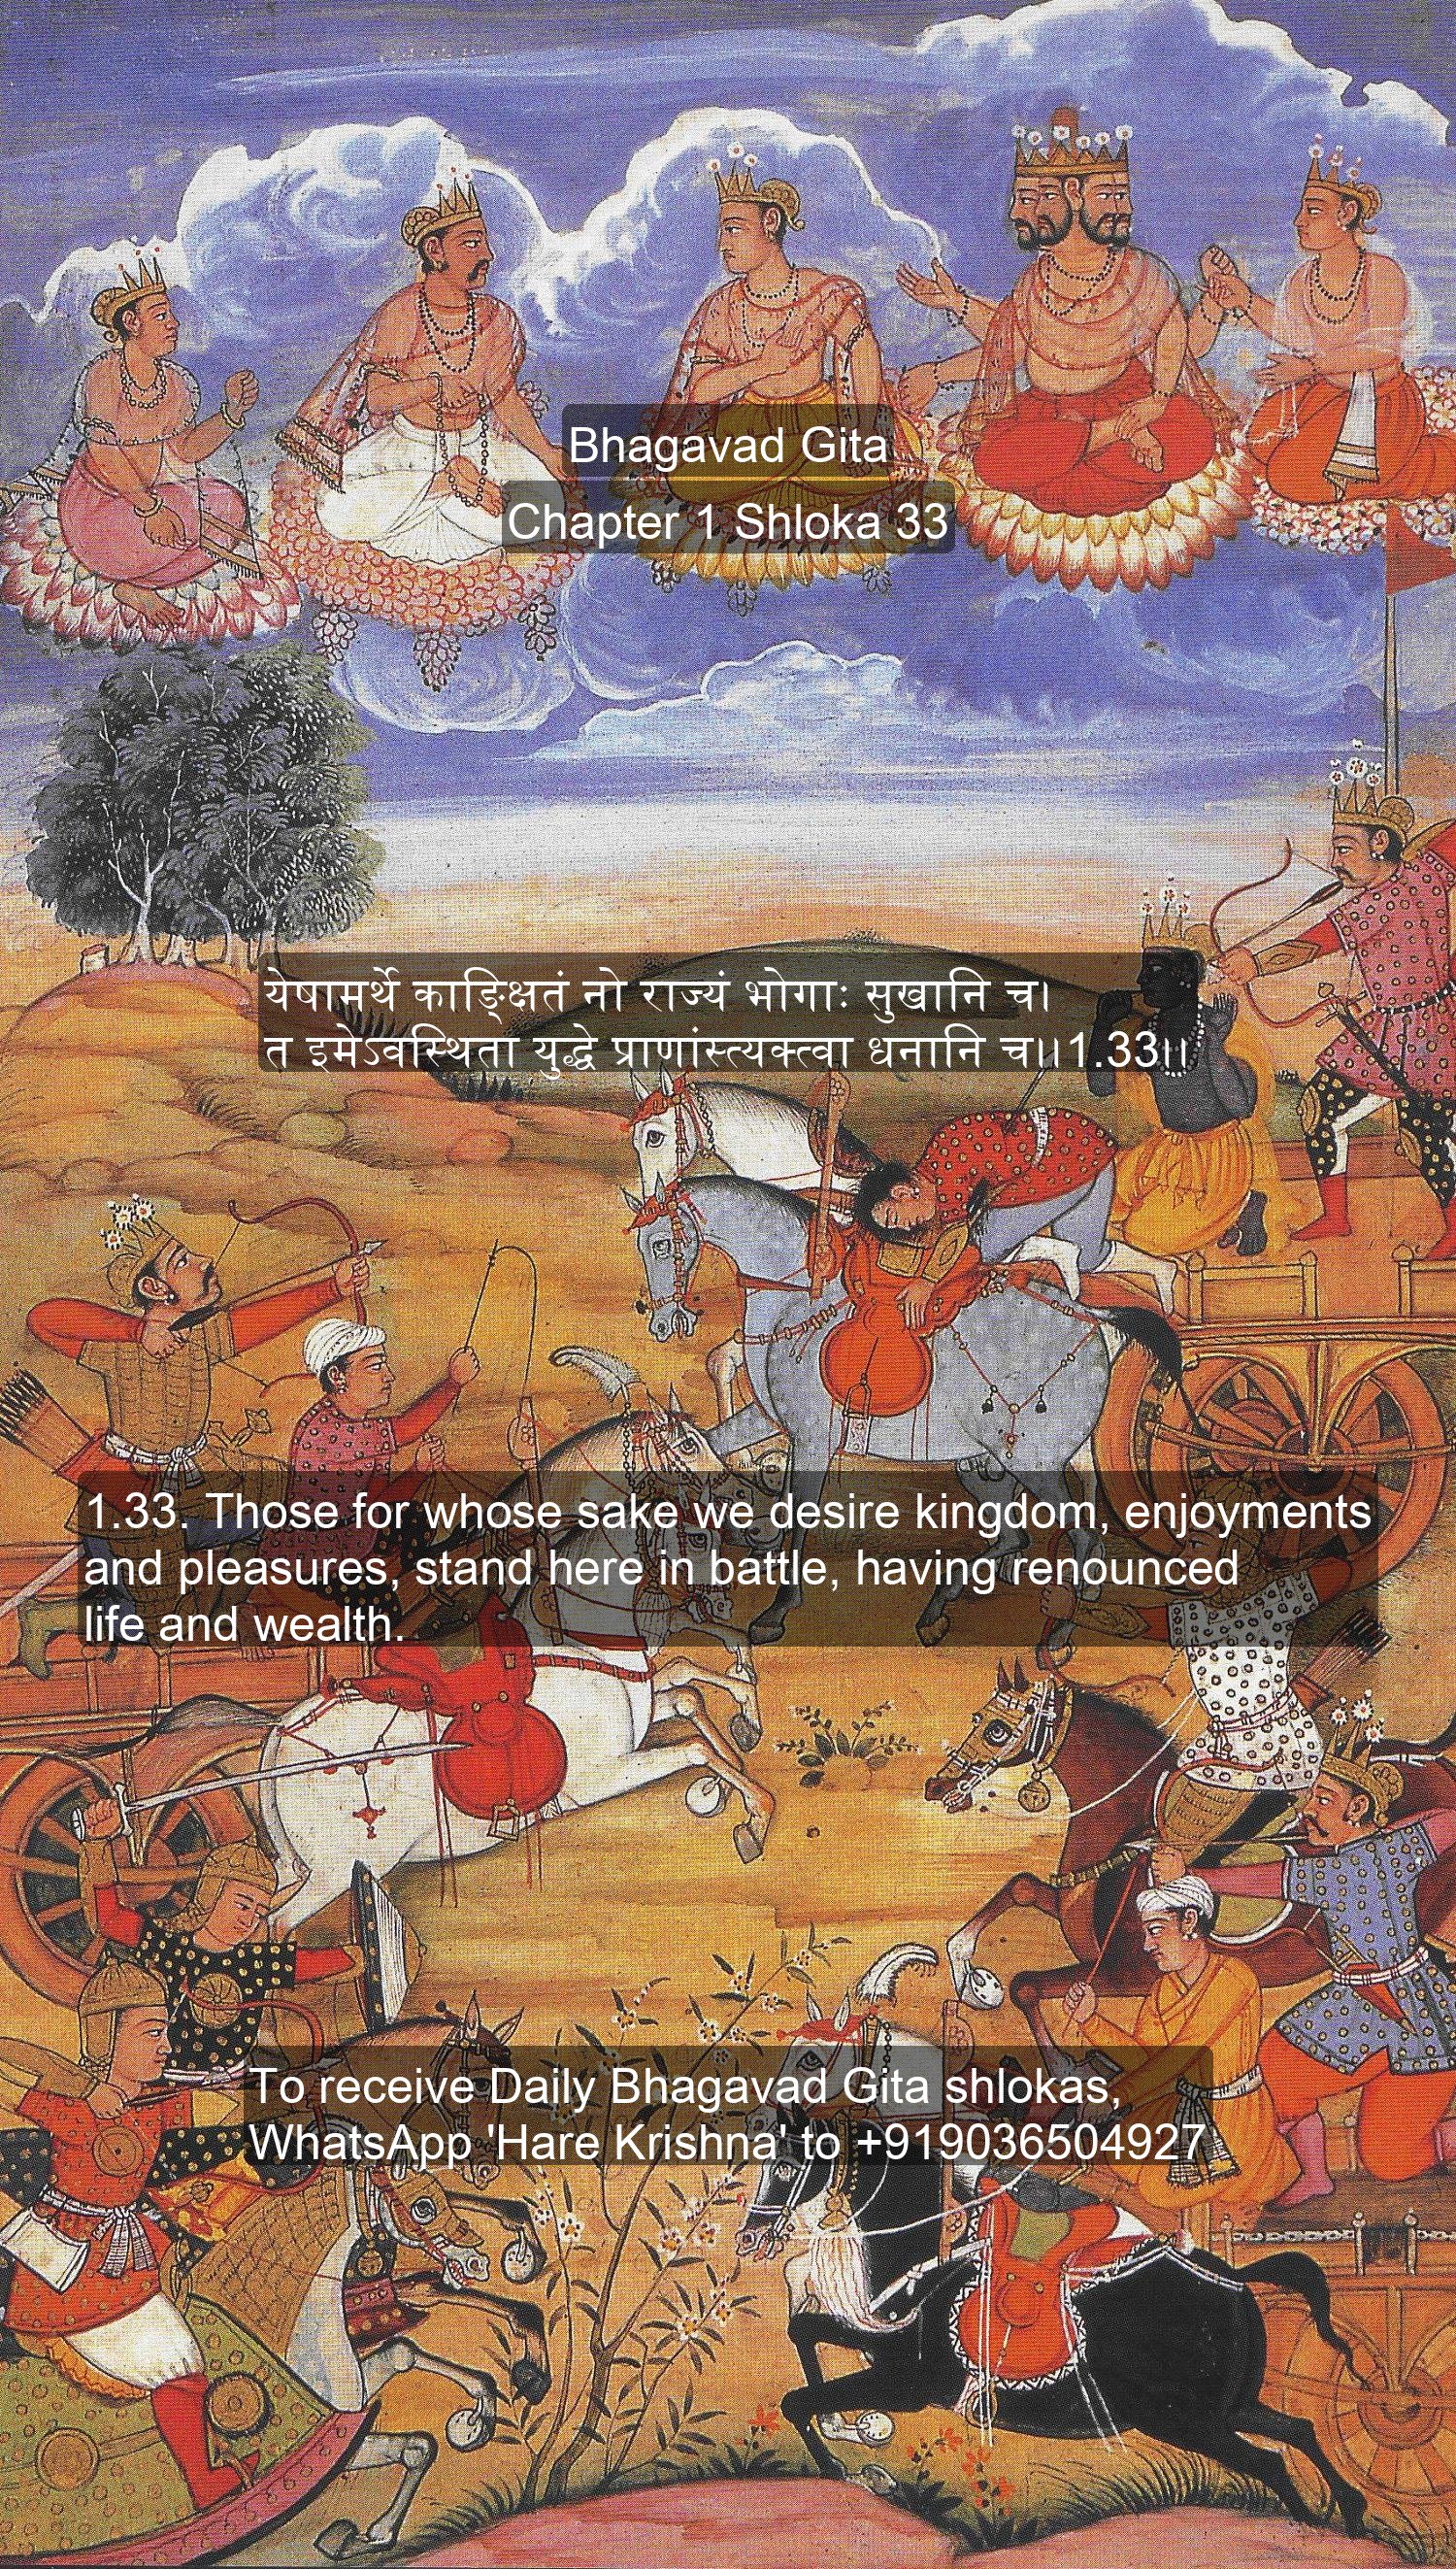 Bhagavad Gita
Chapter 1 Shloka 33
येषामर्थे काङ्क्षितं नो राज्यं भोगाः सुखानि च।
त इमेऽवस्थिता युद्धे प्राणांस्त्यक्त्वा धनानि च।।1.33।।
1.33. Those for whose sake we desire kingdom, enjoyments
and pleasures, stand here in battle, having renounced
life and wealth.
To receive Daily Bhagavad Gita shlokas,
WhatsApp 'Hare Krishna' to +919036504927